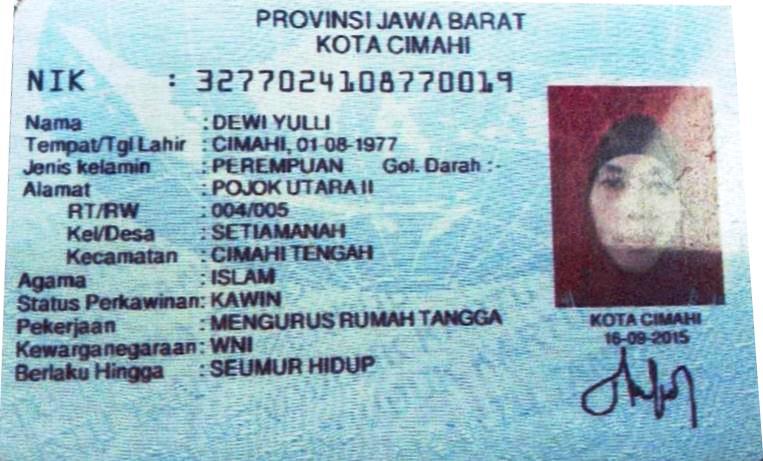 PROVINSI JAWA BARAT
KOTA CIMAHI
NIK : 3277024108770019
Nama : DEWI YULLI
Tempat/Tgl Lahir : CIMAHI, 01-08-1977
Jenis kelamin : PEREMPUAN Gol. Darah : -
Alamat : POJOK UTARA II
RT/RW : 004/005
Kel/Desa : SETIAMANAH
Kecamatan : CIMAHI TENGAH
Agama : ISLAM
Status Perkawinan: KAWIN
Pekerjaan : MENGURUS RUMAH TANGGA
Kewarganegaraan: WNI
Berlaku Hingga : SEUMUR HIDUP
KOTA CIMAHI
16-09-2015